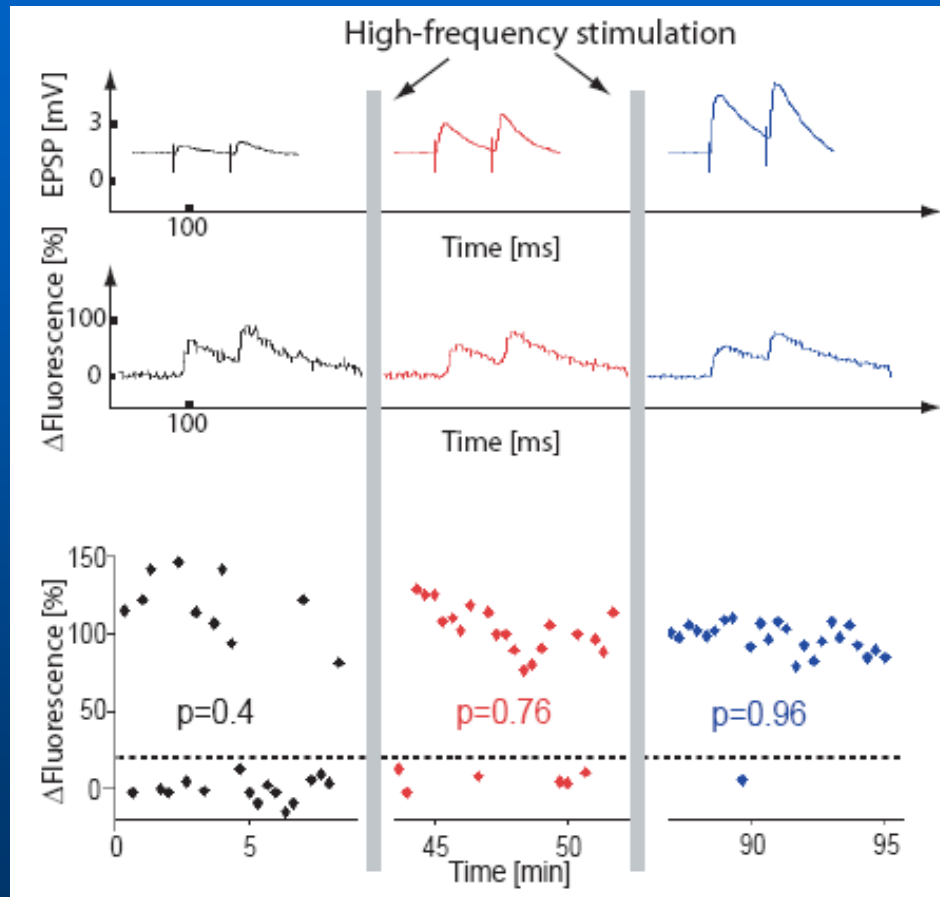 High-frequency stimulation
EPSP [mV]
3
0
100
Time [ms]
ΔFluorescence [%]
100
0
100
Time [ms]
ΔFluorescence [%]
150
100
50
0
p=0.4
p=0.76
p=0.96
0 5 45 50 90 95
Time [min]